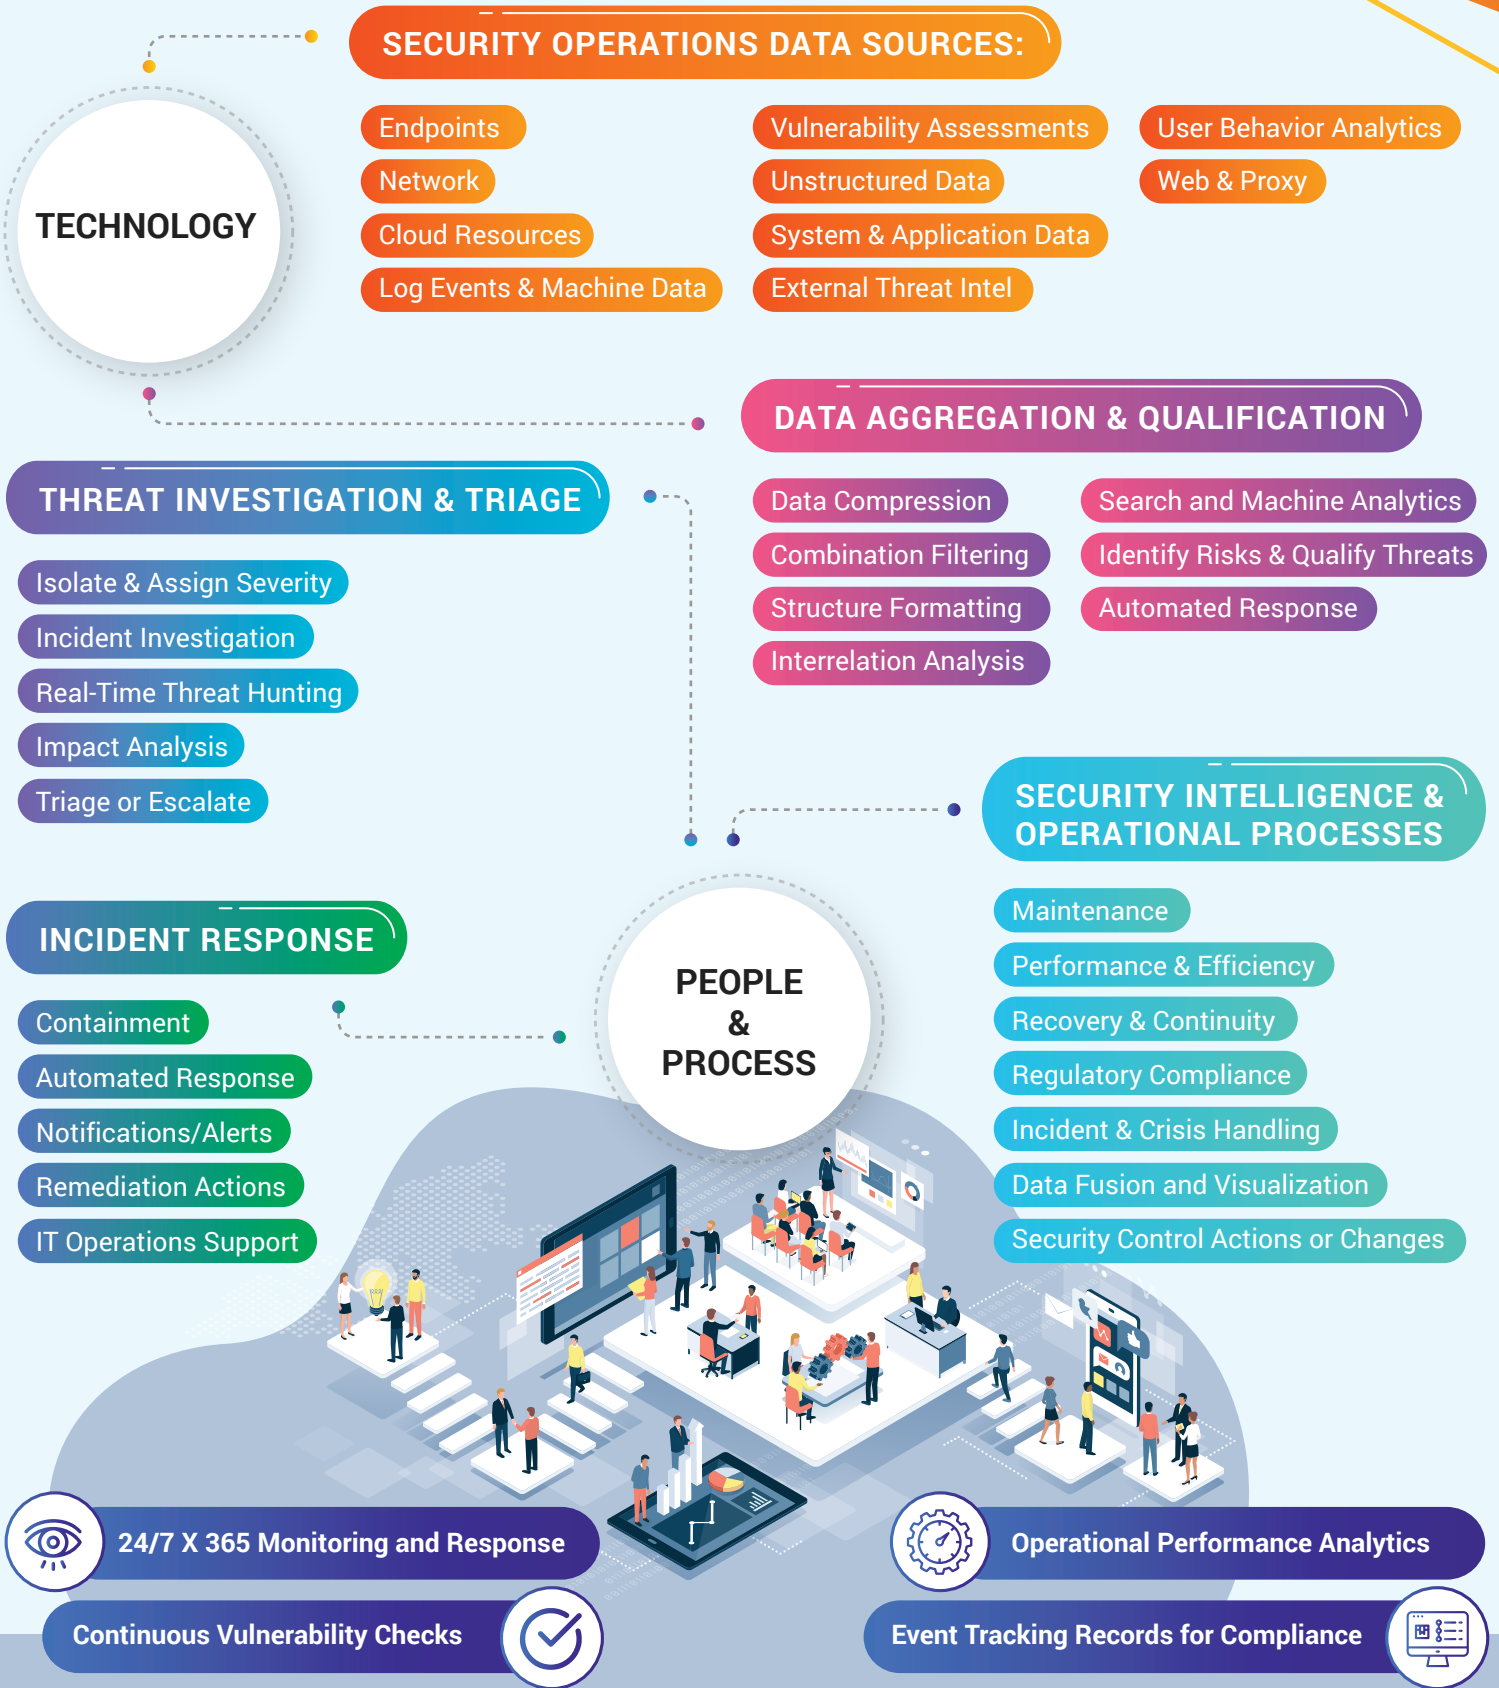 SECURITY OPERATIONS DATA SOURCES:
TECHNOLOGY
Endpoints
Network
Cloud Resources
Log Events & Machine Data
Vulnerability Assessments
Unstructured Data
System & Application Data
External Threat Intel
User Behavior Analytics
Web & Proxy
DATA AGGREGATION & QUALIFICATION
Data Compression
Combination Filtering
Structure Formatting
Interrelation Analysis
Search and Machine Analytics
Identify Risks & Qualify Threats
Automated Response
THREAT INVESTIGATION & TRIAGE
Isolate & Assign Severity
Incident Investigation
Real-Time Threat Hunting
Impact Analysis
Triage or Escalate
SECURITY INTELLIGENCE &
OPERATIONAL PROCESSES
Maintenance
Performance & Efficiency
Recovery & Continuity
Regulatory Compliance
Incident & Crisis Handling
Data Fusion and Visualization
Security Control Actions or Changes
PEOPLE
&
PROCESS
INCIDENT RESPONSE
Containment
Automated Response
Notifications/Alerts
Remediation Actions
IT Operations Support
24/7 X 365 Monitoring and Response
Continuous Vulnerability Checks
Operational Performance Analytics
Event Tracking Records for Compliance